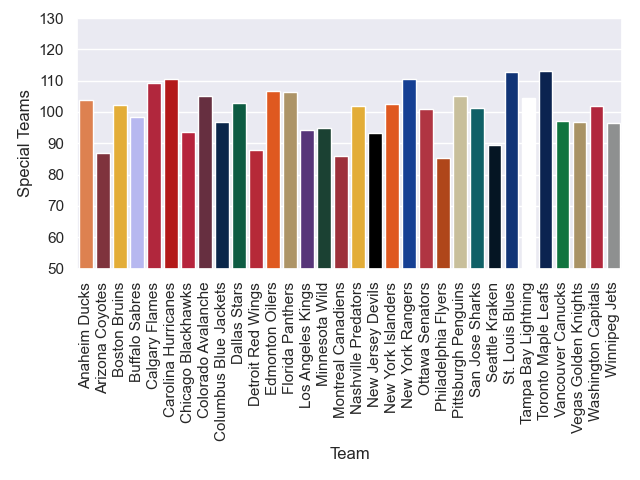 130
120
110
100
90
80
70
60
50
Special Teams
Anaheim Ducks
Arizona Coyotes
Boston Bruins
Buffalo Sabres
Calgary Flames
Carolina Hurricanes
Chicago Blackhawks
Colorado Avalanche
Columbus Blue Jackets
Dallas Stars
Detroit Red Wings
Edmonton Oilers
Florida Panthers
Los Angeles Kings
Minnesota Wild
Montreal Canadiens
Nashville Predators
New Jersey Devils
New York Islanders
New York Rangers
Ottawa Senators
Philadelphia Flyers
Pittsburgh Penguins
San Jose Sharks
Seattle Kraken
St. Louis Blues
Tampa Bay Lightning
Toronto Maple Leafs
Vancouver Canucks
Vegas Golden Knights
Washington Capitals
Winnipeg Jets
Team